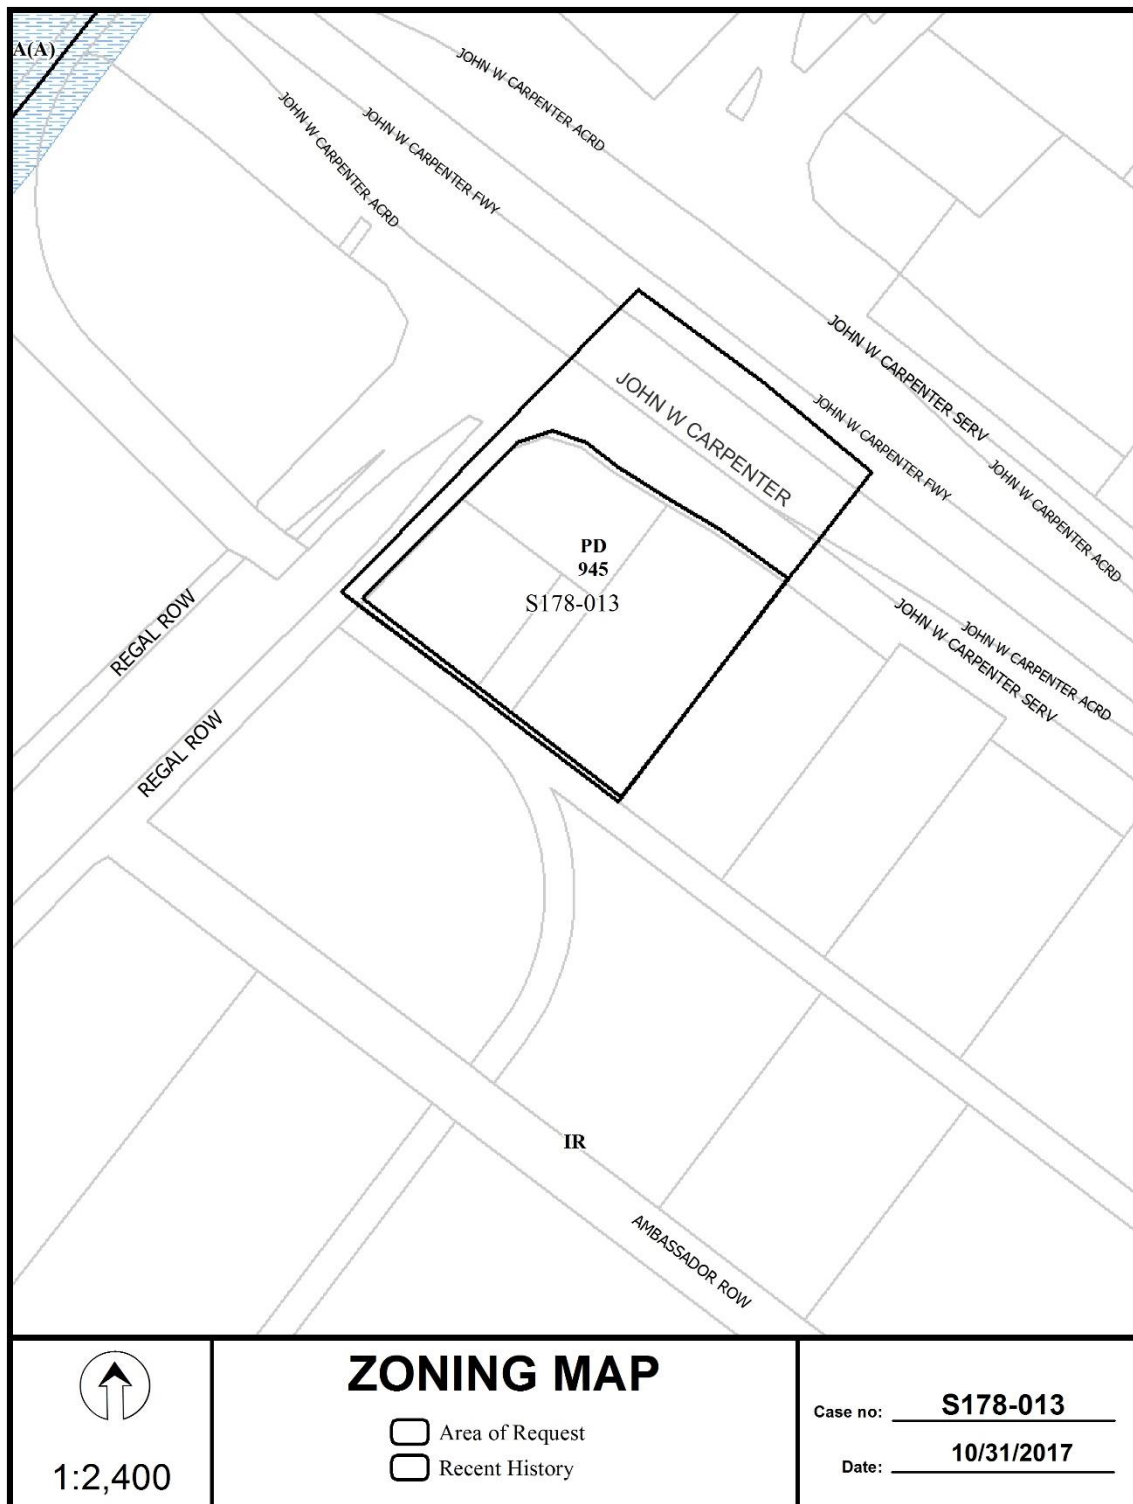 A(A)
JOHN W CARPENTER ACRD
JOHN W CARPENTER ACRD
JOHN W CARPENTER FWY
JOHN W CARPENTER SERV
JOHN W CARPENTER
JOHN W CARPENTER FWY
JOHN W CARPENTER ACRD
PD
945
S178-013
REGAL ROW
JOHN W CARPENTER SERV
JOHN W CARPENTER ACRD
REGAL ROW
IR
AMBASSADOR ROW
1:2,400
ZONING MAP
Area of Request
Recent History
Case no: S178-013
Date: 10/31/2017